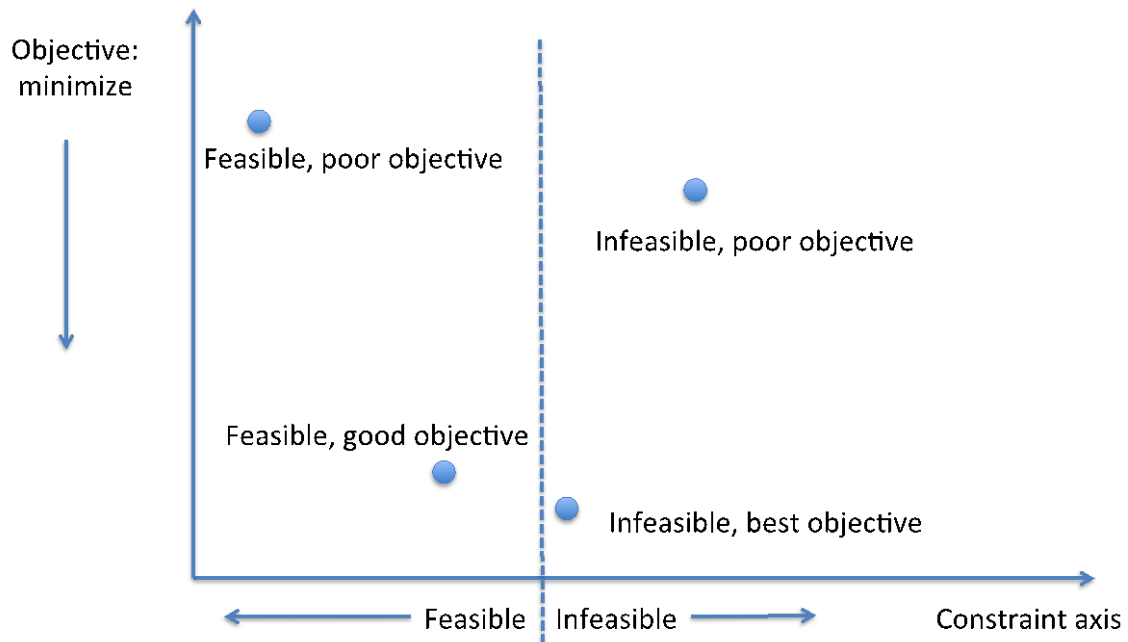 Objective:
minimize
Feasible, poor objective
Infeasible, poor objective
Feasible, good objective
Infeasible, best objective
Feasible
Infeasible
Constraint axis